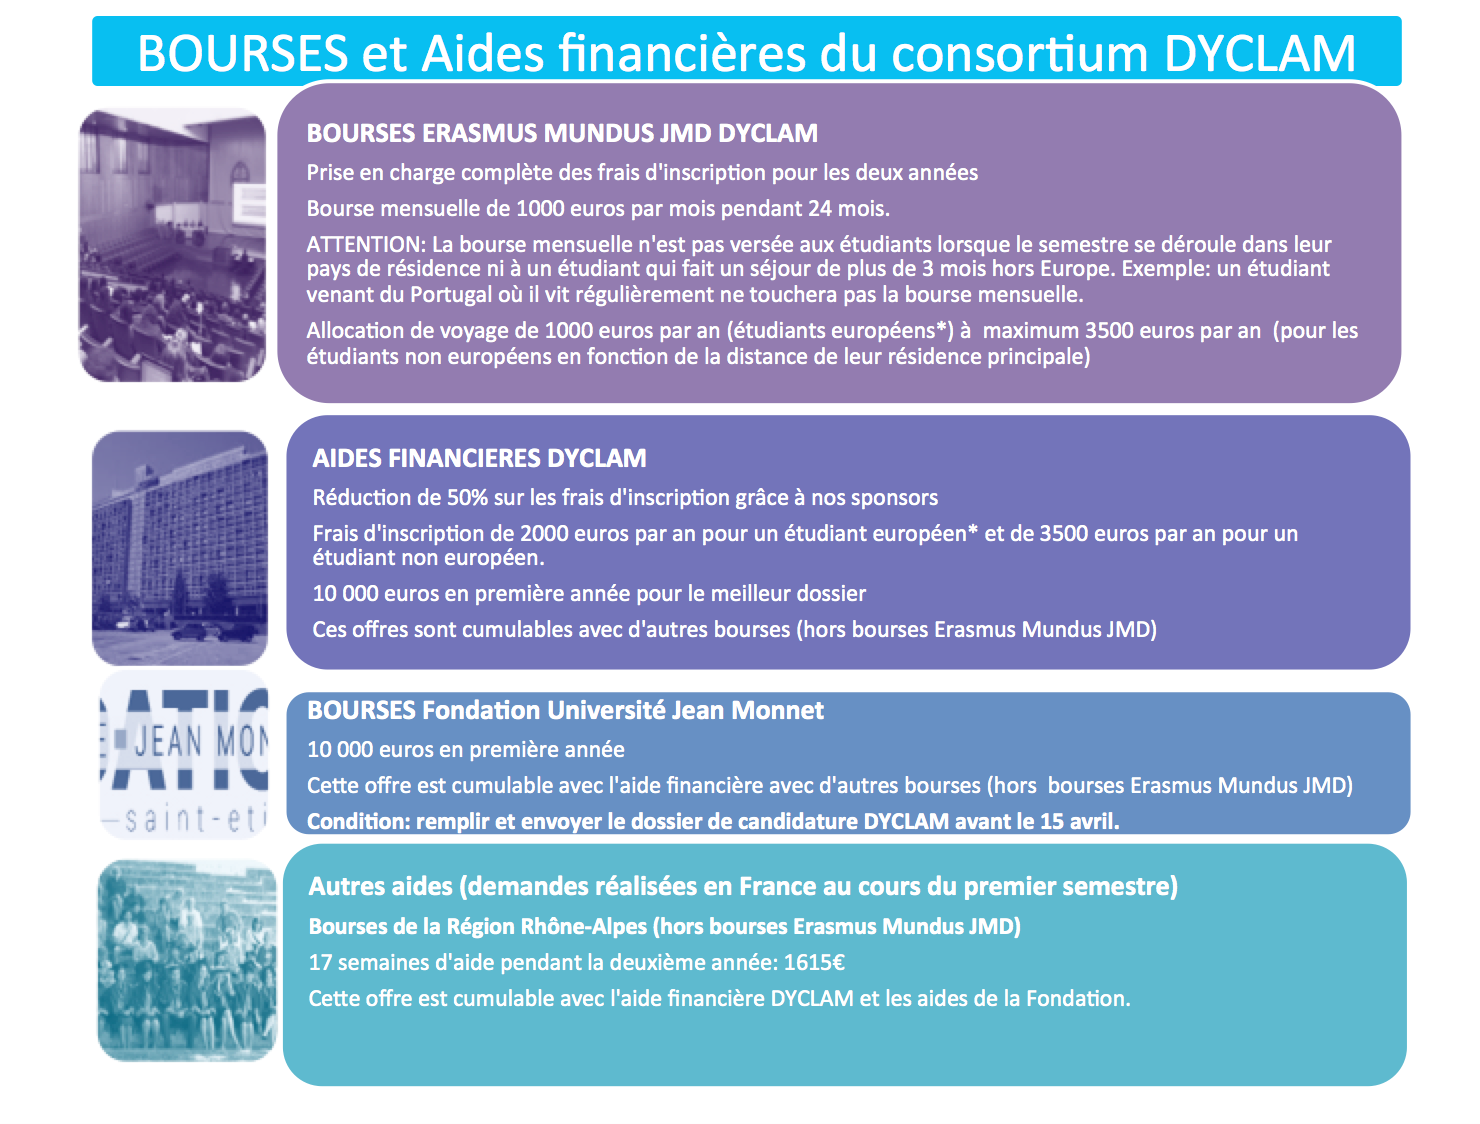 BOURSES et Aides financières du consortium DYCLAM
BOURSES ERASMUS MUNDUS JMD DYCLAM
Prise en charge complète des frais d'inscription pour les deux années
Bourse mensuelle de 1000 euros par mois pendant 24 mois.
ATTENTION: La bourse mensuelle n'est pas versée aux étudiants lorsque le semestre se déroule dans leur
pays de résidence ni à un étudiant qui fait un séjour de plus de 3 mois hors Europe. Exemple: un étudiant
venant du Portugal où il vit régulièrement ne touchera pas la bourse mensuelle.
Allocation de voyage de 1000 euros par an (étudiants européens*) à  maximum 3500 euros par an  (pour les
étudiants non européens en fonction de la distance de leur résidence principale)
AIDES FINANCIERES DYCLAM
Réduction de 50% sur les frais d'inscription grâce à nos sponsors
Frais d'inscription de 2000 euros par an pour un étudiant européen* et de 3500 euros par an pour un
étudiant non européen.
10 000 euros en première année pour le meilleur dossier
Ces offres sont cumulables avec d'autres bourses (hors bourses Erasmus Mundus JMD)
DATIO
E JEAN MON
saint-eti
BOURSES Fondation Université Jean Monnet
10 000 euros en première année
Cette offre est cumulable avec l'aide financière avec d'autres bourses (hors  bourses Erasmus Mundus JMD)
Condition: remplir et envoyer le dossier de candidature DYCLAM avant le 15 avril.
Autres aides (demandes réalisées en France au cours du premier semestre)
Bourses de la Région Rhône-Alpes (hors bourses Erasmus Mundus JMD)
17 semaines d'aide pendant la deuxième année: 1615€
Cette offre est cumulable avec l'aide financière DYCLAM et les aides de la Fondation.